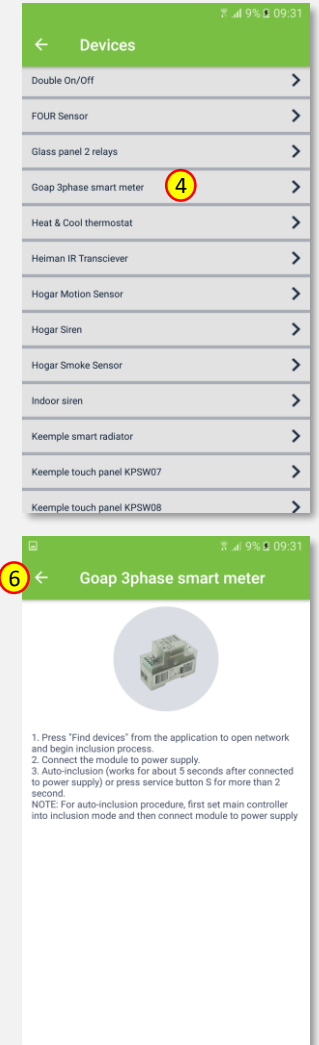 9% 09:31
Devices
Double On/Off
FOUR Sensor
Glass panel 2 relays
Goap 3phase smart meter 4
Heat & Cool thermostat
Heiman IR Transciever
Hogar Motion Sensor
Hogar Siren
Hogar Smoke Sensor
Indoor siren
Keemple smart radiator
Keemple touch panel KPSW07
Keemple touch panel KPSW08
9% 09:31
6 Goap 3phase smart meter
1. Press "Find devices" from the application to open network
and begin inclusion process.
2. Connect the module to power supply.
3. Auto-inclusion (works for about 5 seconds after connected
to power supply) or press service button S for more than 2
second.
NOTE: For auto-inclusion procedure, first set main controller
into inclusion mode and then connect module to power supply